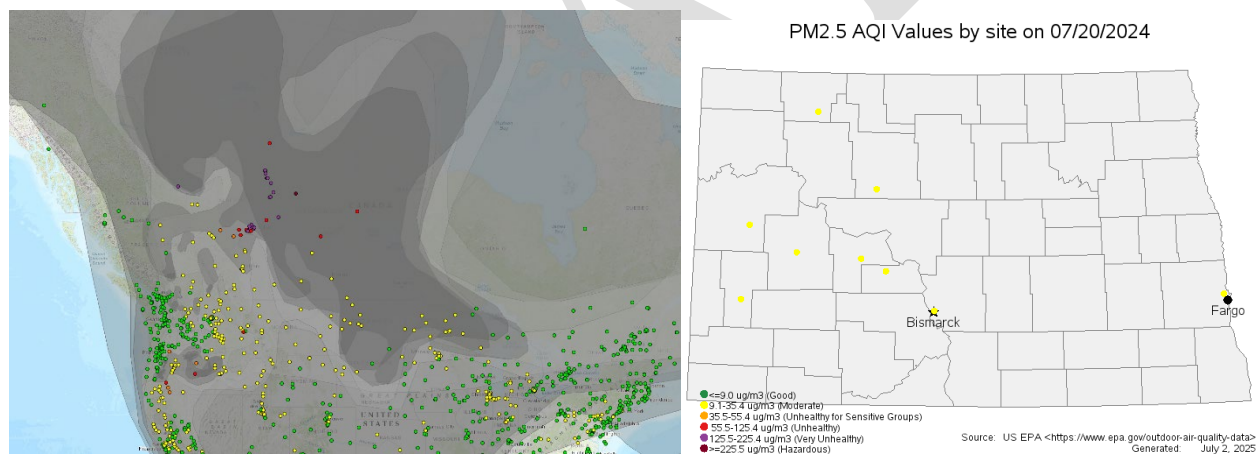 PM2.5 AQI Values by site on 07/20/2024
Bismarck
Fargo
<=9.0 ug/m3 (Good)
9.1-35.4 ug/m3 (Moderate)
35.5-55.4 ug/m3 (Unhealthy for Sensitive Groups)
55.5-125.4 ug/m3 (Unhealthy)
125.5-225.4 ug/m3 (Very Unhealthy)
>=225.5 ug/m3 (Hazardous)
Source: US EPA <https://www.epa.gov/outdoor-air-quality-data>
Generated: July 2, 2025
UNITED
STATES